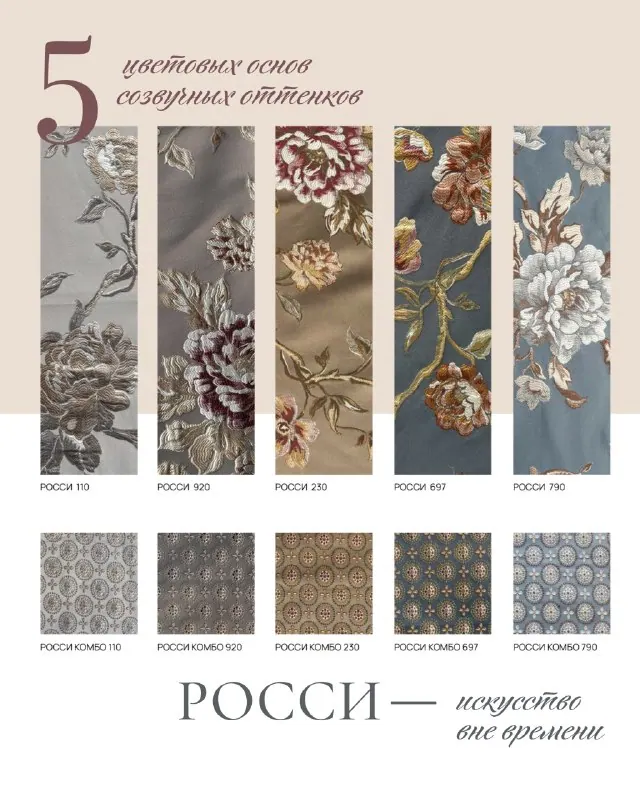 5 цветовых основ
созвучных оттенков
РОССИ 110
РОССИ 920
РОССИ 230
РОССИ 697
РОССИ 790
РОССИ КОМБО 110
РОССИ КОМБО 920
РОССИ КОМБО 230
РОССИ КОМБО 697
РОССИ КОМБО 790
РОССИ — искусство
вне времени